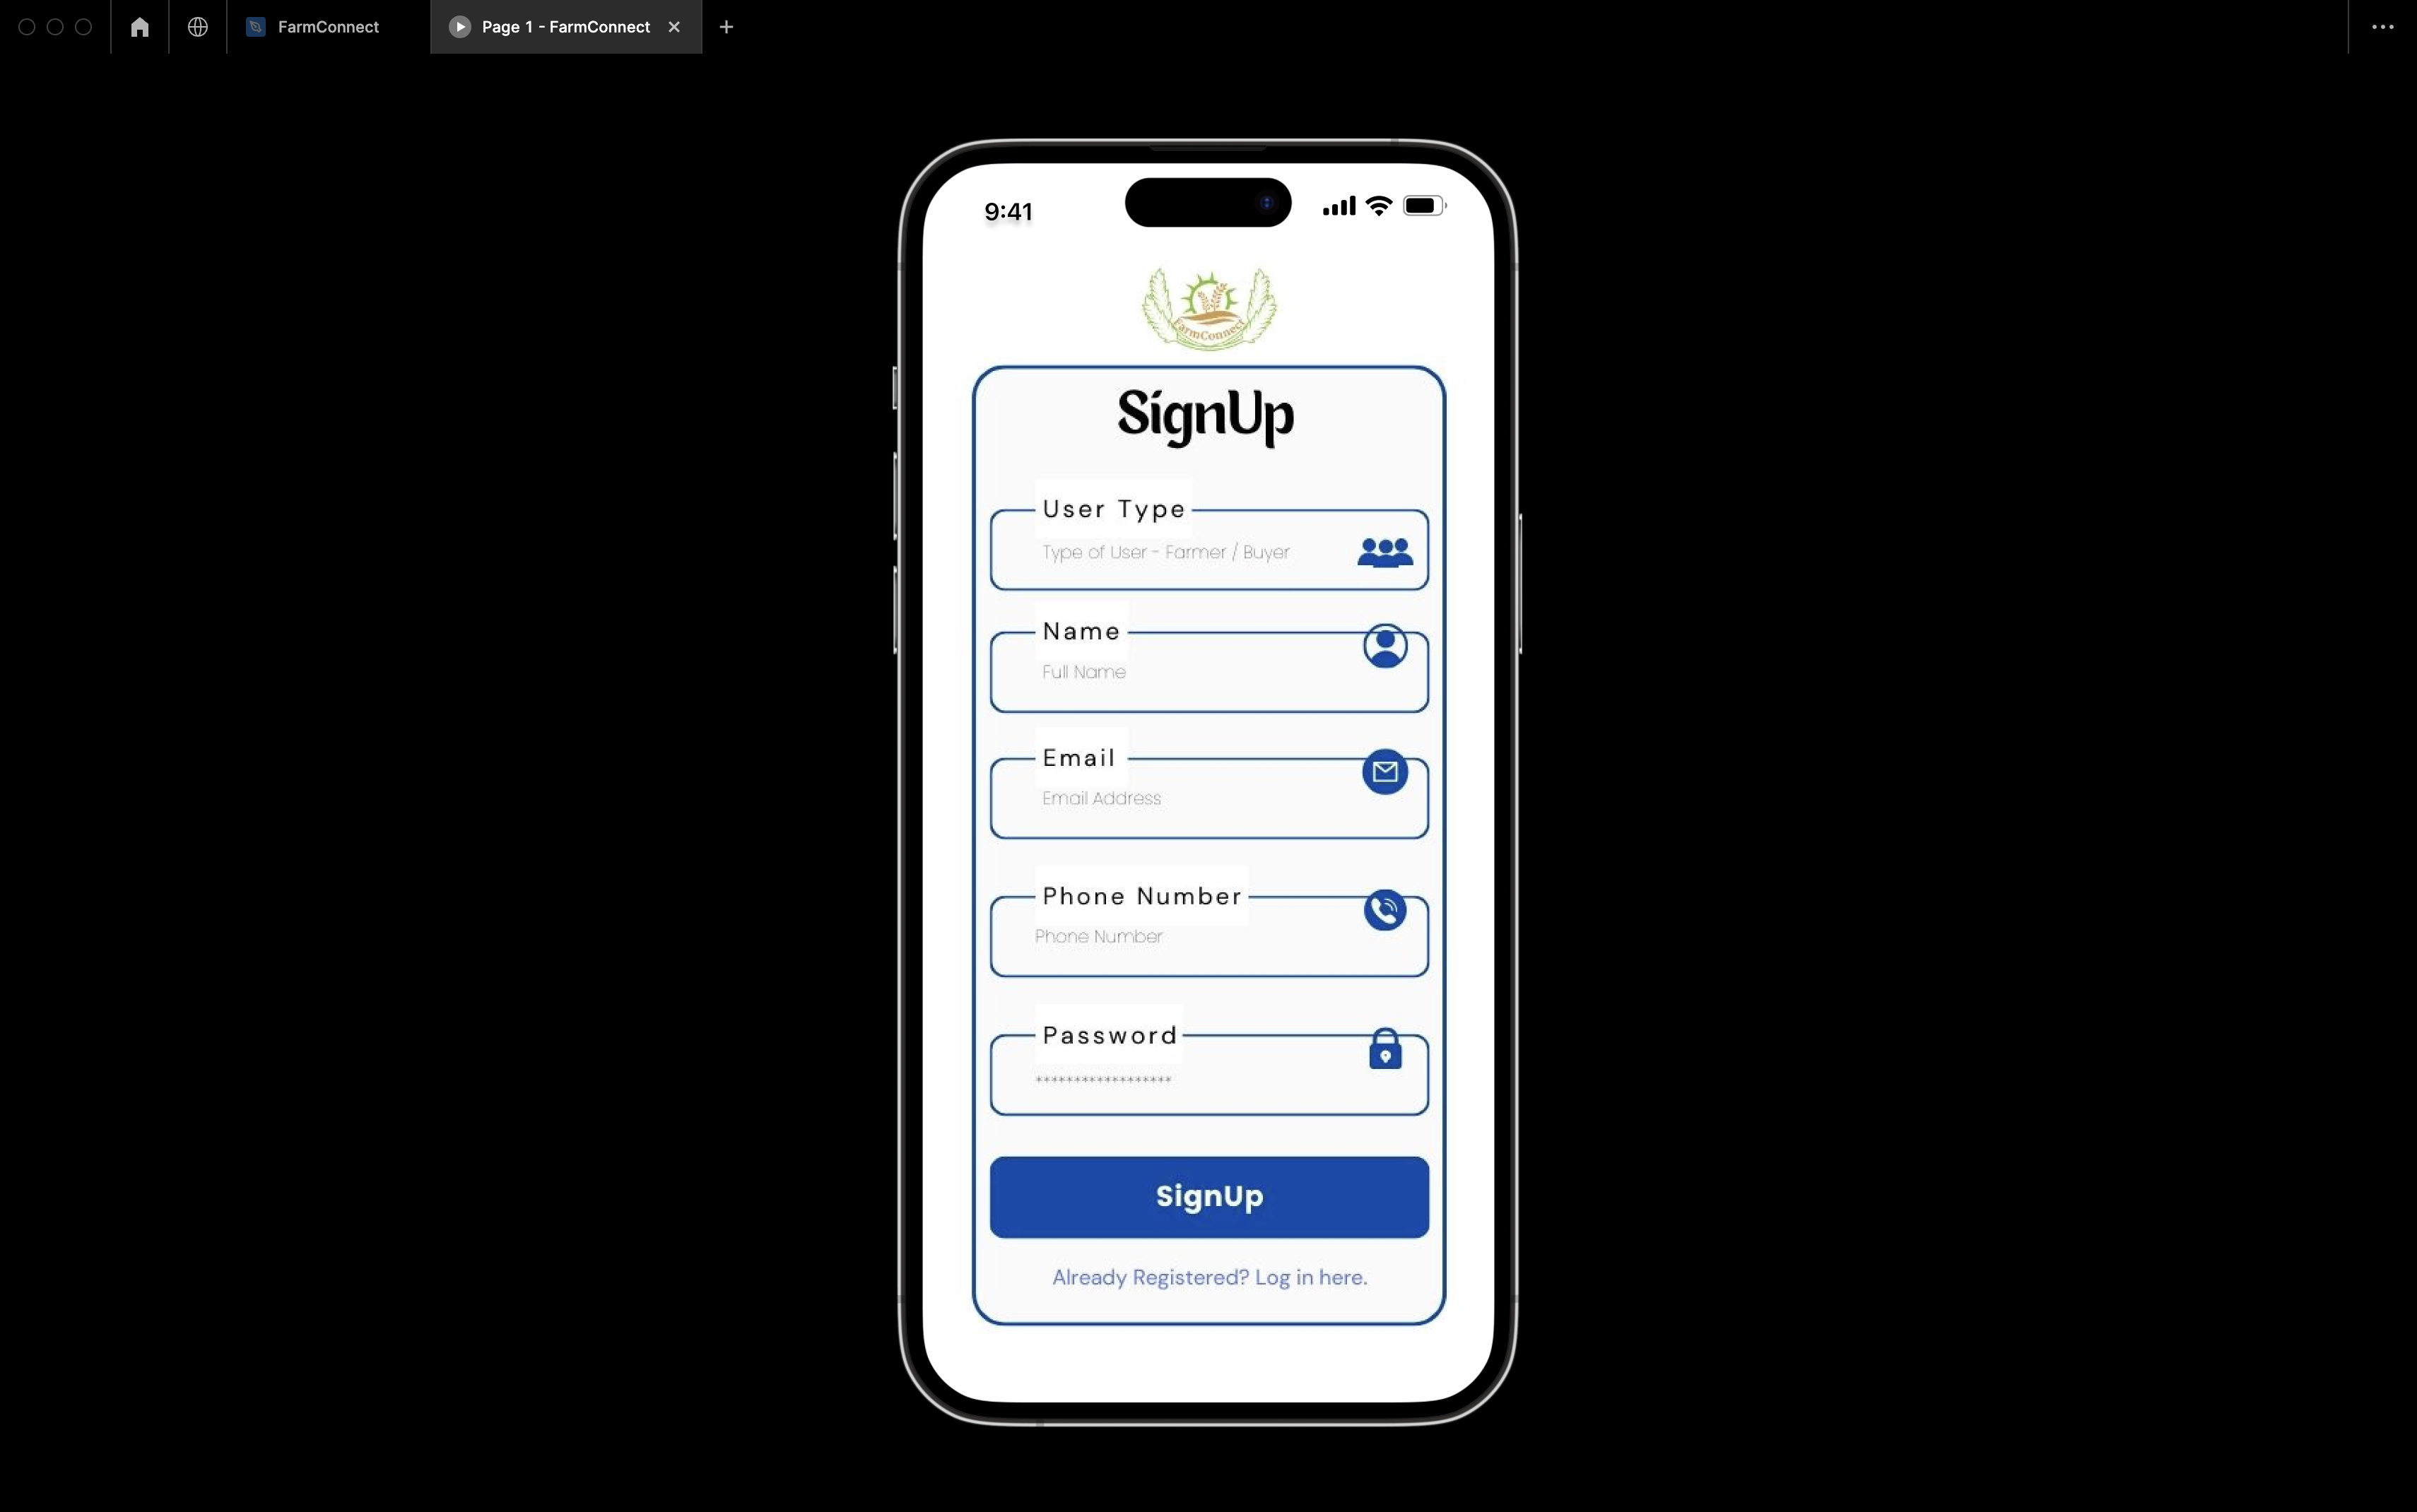 FarmConnect
Page 1 - FarmConnect
9:41
FarmConnect
SignUp
User Type
Type of User - Farmer / Buyer
Name
Full Name
Email
Email Address
Phone Number
Phone Number
Password
******************
SignUp
Already Registered? Log in here.